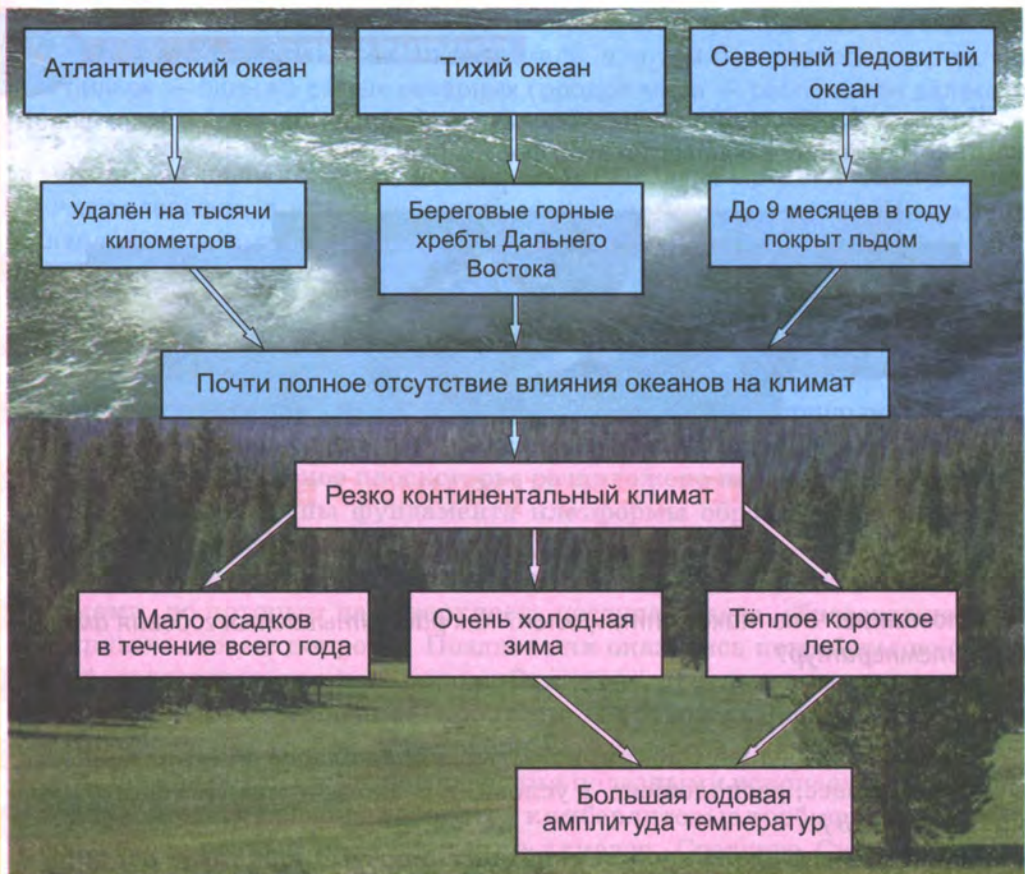 Атлантический океан
Тихий океан
Северный Ледовитый
океан
Удалён на тысячи
километров
Береговые горные
хребты Дальнего
Востока
До 9 месяцев в году
покрыт льдом
Почти полное отсутствие влияния океанов на климат
Резко континентальный климат
Мало осадков
в течение всего года
Очень холодная
зима
Тёплое короткое
лето
Большая годовая
амплитуда температур